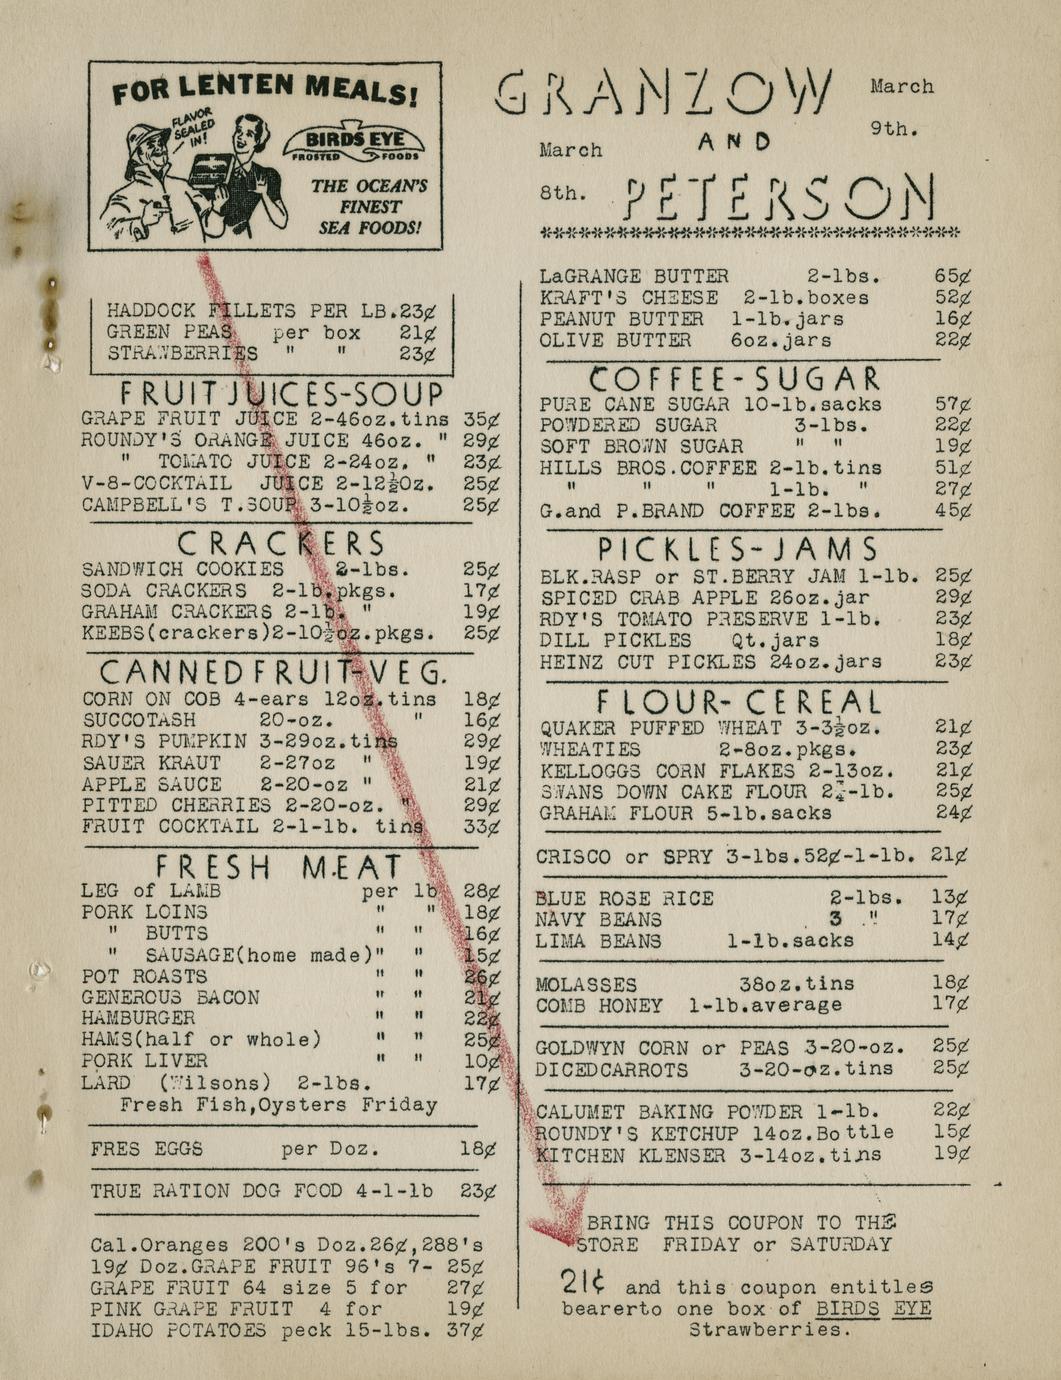 FOR LENTEN MEALS!
FLAVOR
SEALED
IN!
BIRDS EYE
FROSTED FOODS
THE OCEAN'S
FINEST
SEA FOODS!
GRANZOW
AND
PETERSON
March
8th.
March
9th.
HADDOCK FILLETS PER LB.23¢
GREEN PEAS per box 21¢
STRAWBERRIES " " 23¢
FRUIT JUICES-SOUP
GRAPE FRUIT JUICE 2-46oz.tins 35¢
ROUNDY'S ORANGE JUICE 46oz. " 29¢
" TOMATO JUICE 2-24oz. " 23¢
V-8-COCKTAIL JUICE 2-12½Oz. 25¢
CAMPBELL'S T.SOUP 3-10½oz. 25¢
CRACKERS
SANDWICH COOKIES 2-lbs. 25¢
SODA CRACKERS 2-lb.pkgs. 17¢
GRAHAM CRACKERS 2-lb. " 19¢
KEEBS(crackers)2-10½oz.pkgs. 25¢
CANNED FRUIT-VEG.
CORN ON COB 4-ears 12oz.tins 18¢
SUCCOTASH 20-oz. " 16¢
RDY'S PUMPKIN 3-29oz.tins 29¢
SAUER KRAUT 2-27oz " 19¢
APPLE SAUCE 2-20-oz " 21¢
PITTED CHERRIES 2-20-oz. " 29¢
FRUIT COCKTAIL 2-1-lb. tins 33¢
FRESH MEAT
LEG of LAMB per lb 28¢
PORK LOINS " " 18¢
" BUTTS " " 16¢
" SAUSAGE(home made)" " 15¢
POT ROASTS " " 26¢
GENEROUS BACON " " 21¢
HAMBURGER " " 22¢
HAMS(half or whole) " " 25¢
PORK LIVER " " 10¢
LARD (Wilsons) 2-lbs. 17¢
Fresh Fish,Oysters Friday
FRES EGGS per Doz. 18¢
TRUE RATION DOG FOOD 4-1-lb 23¢
Cal.Oranges 200's Doz.26¢,288's
19¢ Doz.GRAPE FRUIT 96's 7- 25¢
GRAPE FRUIT 64 size 5 for 27¢
PINK GRAPE FRUIT 4 for 19¢
IDAHO POTATOES peck 15-lbs. 37¢
LaGRANGE BUTTER 2-lbs. 65¢
KRAFT'S CHEESE 2-lb.boxes 52¢
PEANUT BUTTER 1-lb.jars 16¢
OLIVE BUTTER 6oz.jars 22¢
COFFEE-SUGAR
PURE CANE SUGAR 10-lb.sacks 57¢
POWDERED SUGAR 3-lbs. 22¢
SOFT BROWN SUGAR " " 19¢
HILLS BROS.COFFEE 2-lb.tins 51¢
" " " 1-lb. " 27¢
G.and P.BRAND COFFEE 2-lbs. 45¢
PICKLES-JAMS
BLK.RASP or ST.BERRY JAM 1-lb. 25¢
SPICED CRAB APPLE 26oz.jar 29¢
RDY'S TOMATO PRESERVE 1-lb. 23¢
DILL PICKLES Qt.jars 18¢
HEINZ CUT PICKLES 24oz.jars 23¢
FLOUR-CEREAL
QUAKER PUFFED WHEAT 3-3½oz. 21¢
WHEATIES 2-8oz.pkgs. 23¢
KELLOGGS CORN FLAKES 2-13oz. 21¢
SWANS DOWN CAKE FLOUR 2¾-lb. 25¢
GRAHAM FLOUR 5-lb.sacks 24¢
CRISCO or SPRY 3-lbs.52¢-1-lb. 21¢
BLUE ROSE RICE 2-lbs. 13¢
NAVY BEANS 3 ." 17¢
LIMA BEANS 1-lb.sacks 14¢
MOLASSES 38oz.tins 18¢
COMB HONEY 1-lb.average 17¢
GOLDWYN CORN or PEAS 3-20-oz. 25¢
DICEDCARROTS 3-20-oz.tins 25¢
CALUMET BAKING POWDER 1-lb. 22¢
ROUNDY'S KETCHUP 14oz.Bottle 15¢
KITCHEN KLENSER 3-14oz.tins 19¢
BRING THIS COUPON TO THE
STORE FRIDAY or SATURDAY
21¢ and this coupon entitles
bearerto one box of BIRDS EYE
Strawberries.